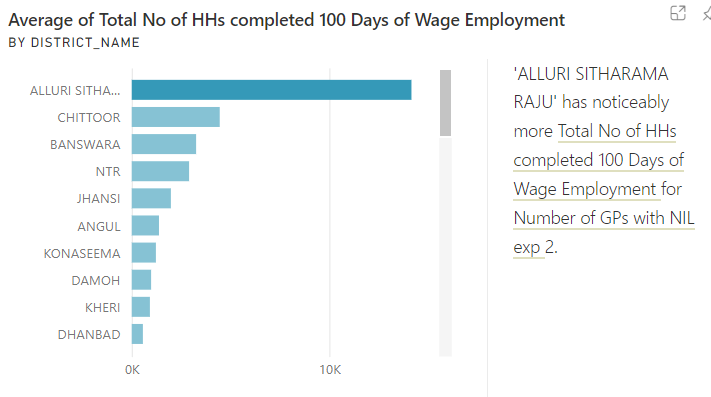 Average of Total No of HHs completed 100 Days of Wage Employment
BY DISTRICT_NAME
ALLURI SITHA...
CHITTOOR
BANSWARA
NTR
JHANSI
ANGUL
KONASEEMA
DAMOH
KHERI
DHANBAD
0K 10K
'ALLURI SITHARAMA
RAJU' has noticeably
more Total No of HHs
completed 100 Days of
Wage Employment for
Number of GPs with NIL
exp 2.